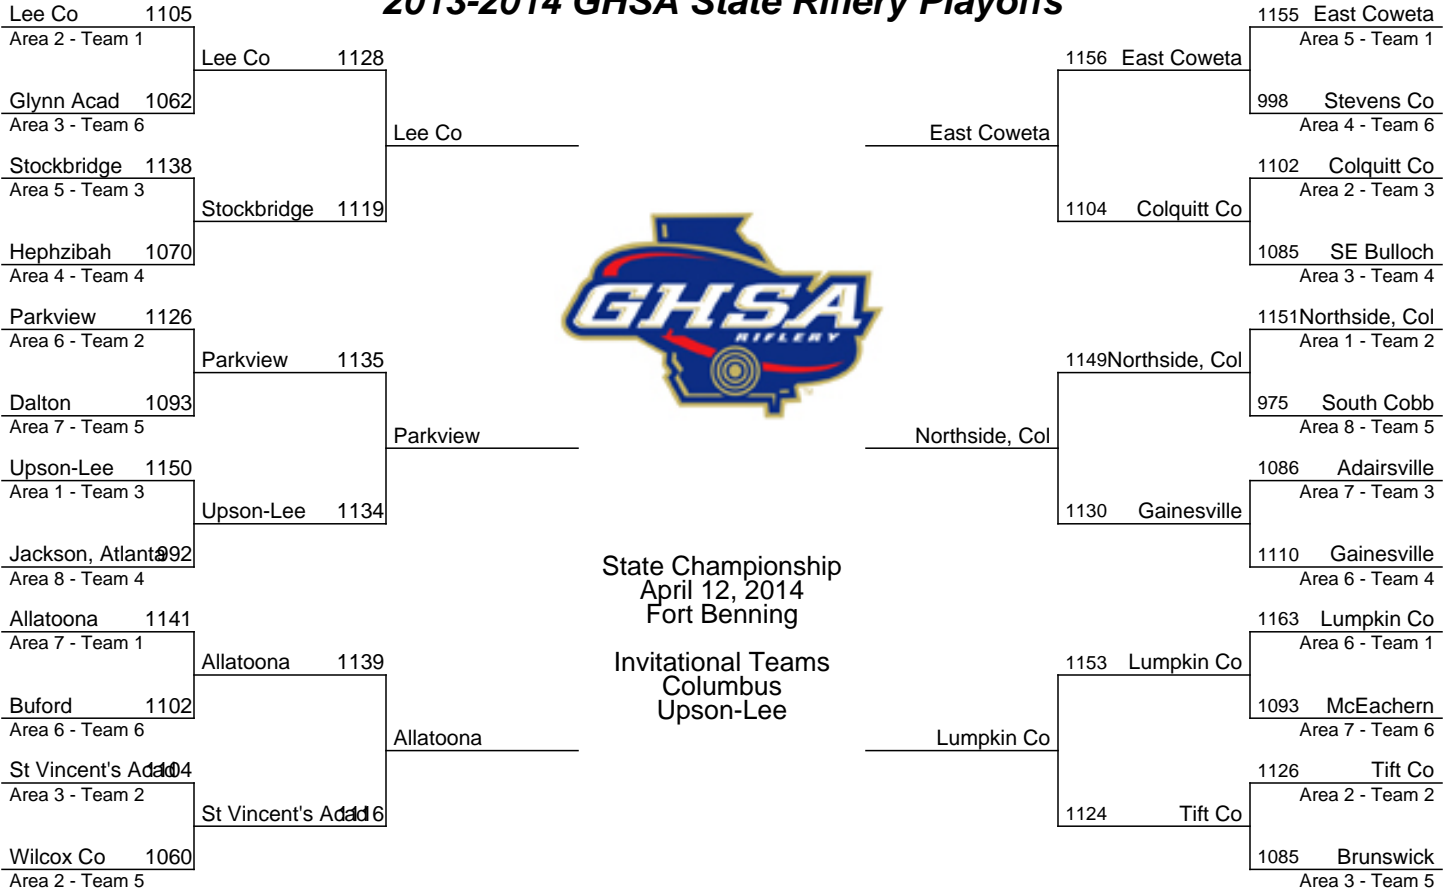 2013-2014 GHSA State Riflery Playoffs
Lee Co 1105
Area 2 - Team 1
Glynn Acad 1062
Area 3 - Team 6
Stockbridge 1138
Area 5 - Team 3
Hephzibah 1070
Area 4 - Team 4
Parkview 1126
Area 6 - Team 2
Dalton 1093
Area 7 - Team 5
Upson-Lee 1150
Area 1 - Team 3
Jackson, Atlanta 992
Area 8 - Team 4
Allatoona 1141
Area 7 - Team 1
Buford 1102
Area 6 - Team 6
St Vincent's Acad 1104
Area 3 - Team 2
Wilcox Co 1060
Area 2 - Team 5
Lee Co 1128
Stockbridge 1119
Parkview 1135
Upson-Lee 1134
Allatoona 1139
St Vincent's Acad 1116
Lee Co
Parkview
Allatoona
GHSA
RIFLERY
State Championship
April 12, 2014
Fort Benning
Invitational Teams
Columbus
Upson-Lee
East Coweta
Northside, Col
Lumpkin Co
1156 East Coweta
1104 Colquitt Co
1149 Northside, Col
1130 Gainesville
1153 Lumpkin Co
1124 Tift Co
1155 East Coweta
Area 5 - Team 1
998 Stevens Co
Area 4 - Team 6
1102 Colquitt Co
Area 2 - Team 3
1085 SE Bulloch
Area 3 - Team 4
1151 Northside, Col
Area 1 - Team 2
975 South Cobb
Area 8 - Team 5
1086 Adairsville
Area 7 - Team 3
1110 Gainesville
Area 6 - Team 4
1163 Lumpkin Co
Area 6 - Team 1
1093 McEachern
Area 7 - Team 6
1126 Tift Co
Area 2 - Team 2
1085 Brunswick
Area 3 - Team 5